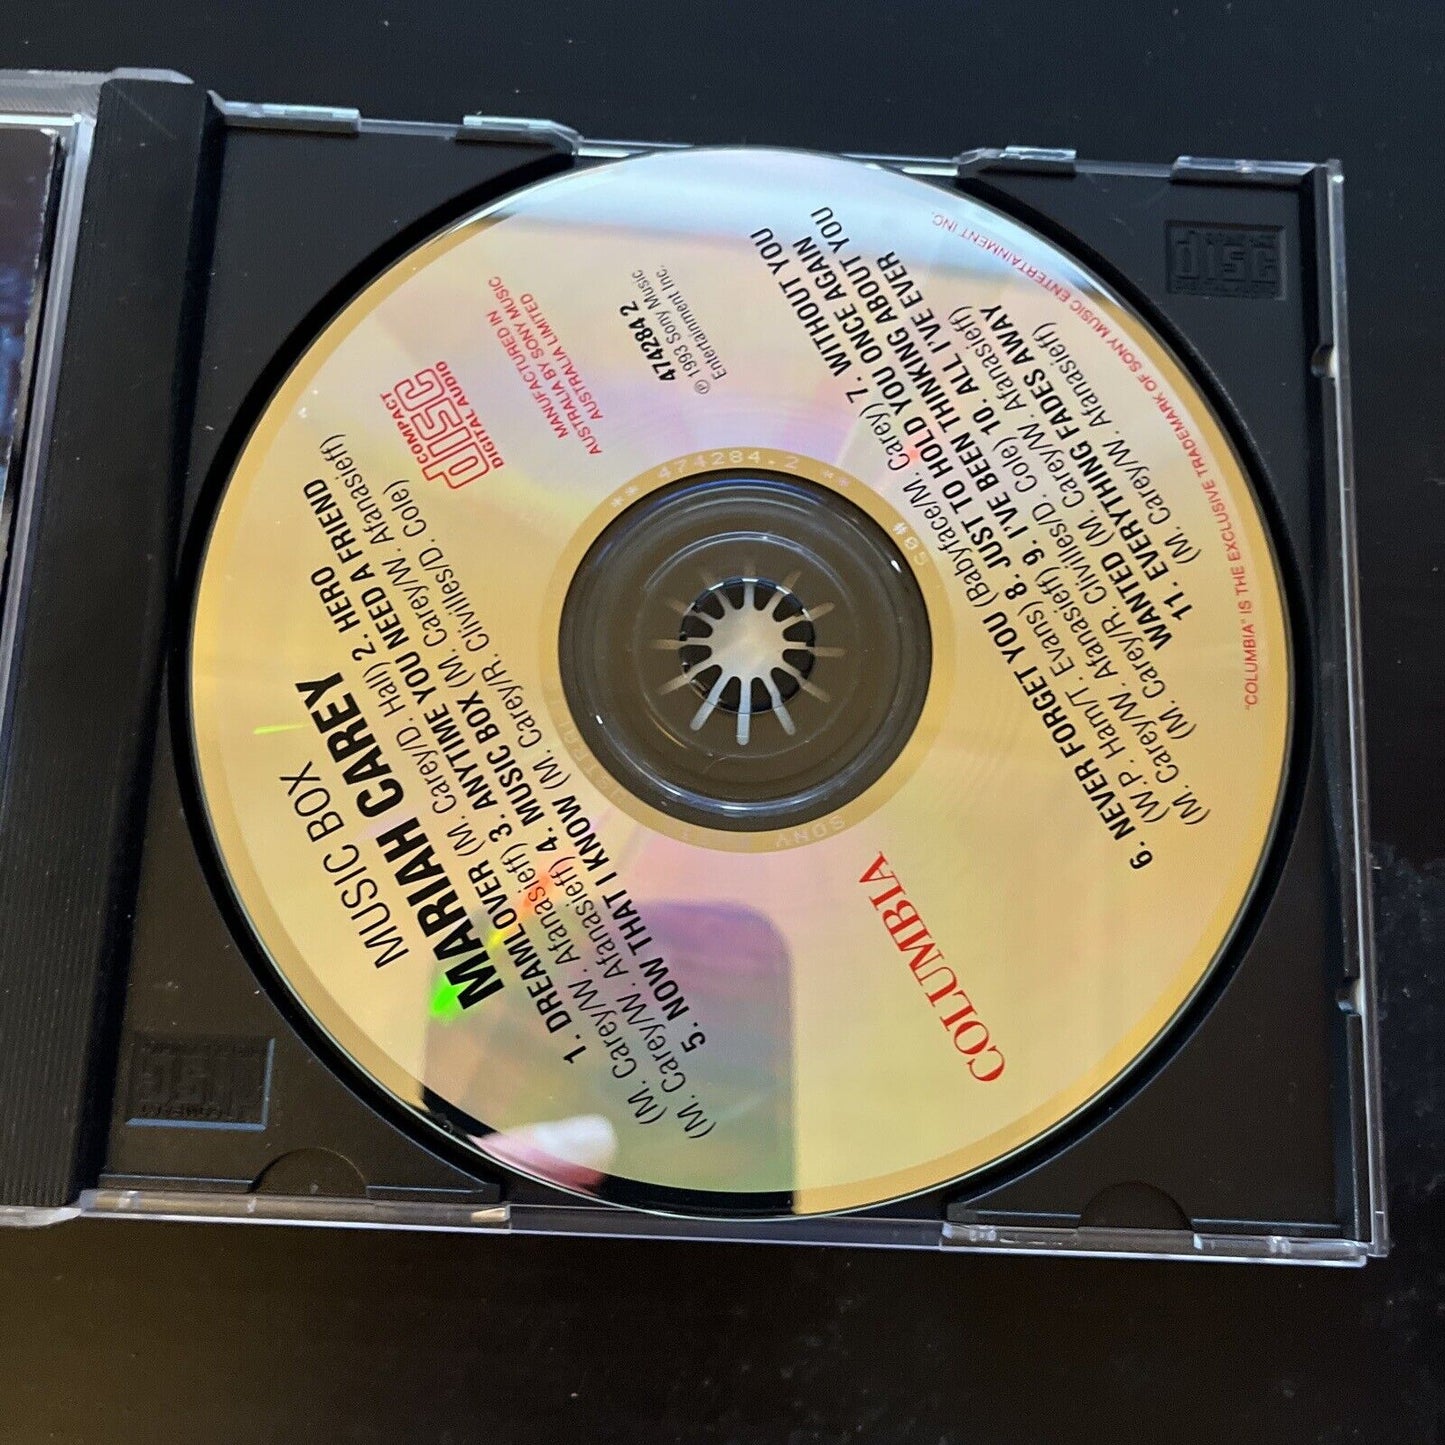 MUSIC BOX
MARIAH CAREY
1. DREAMLOVER (M. Carey/D. Hall) 2. HERO
(M. Carey/W. Afanasieff) 3. ANYTIME YOU NEED A FRIEND
(M. Carey/W. Afanasieff) 4. MUSIC BOX (M. Carey/W. Afanasieff)
5. NOW THAT I KNOW (M. Carey/R. Clivilles/D. Cole)
COMPACT
disc
DIGITAL AUDIO
MANUFACTURED IN
AUSTRALIA BY SONY MUSIC
AUSTRALIA LIMITED
474284 2
℗ 1993 Sony Music
Entertainment Inc.
** 474284.2 **
SONY
COLUMBIA
6. NEVER FORGET YOU (Babyface/M. Carey) 7. WITHOUT YOU
(W.P. Ham/T. Evans) 8. JUST TO HOLD YOU ONCE AGAIN
(M. Carey/W. Afanasieff) 9. I'VE BEEN THINKING ABOUT YOU
(M. Carey/R. Clivilles/D. Cole) 10. ALL I'VE EVER
WANTED (M. Carey/W. Afanasieff)
11. EVERYTHING FADES AWAY
(M. Carey/W. Afanasieff)
"COLUMBIA" IS THE EXCLUSIVE TRADEMARK OF SONY MUSIC ENTERTAINMENT INC.
disc